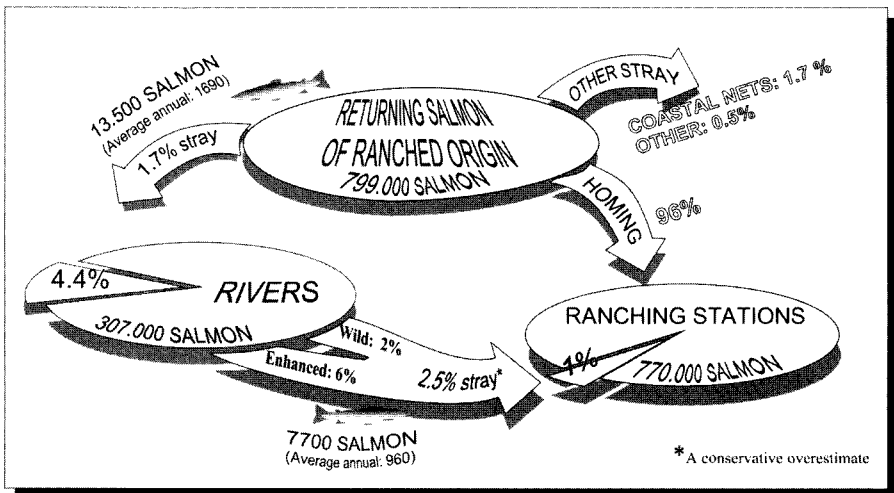 13.500 SALMON
(Average annual: 1690)
1.7% stray
RETURNING SALMON
OF RANCHED ORIGIN
799.000 SALMON
OTHER STRAY
COASTAL NETS: 1.7 %
OTHER: 0.5%
HOMING
96%
4.4%
RIVERS
307.000 SALMON
Wild: 2%
Enhanced: 6%
2.5% stray*
7700 SALMON
(Average annual: 960)
RANCHING STATIONS
1%
770.000 SALMON
*A conservative overestimate